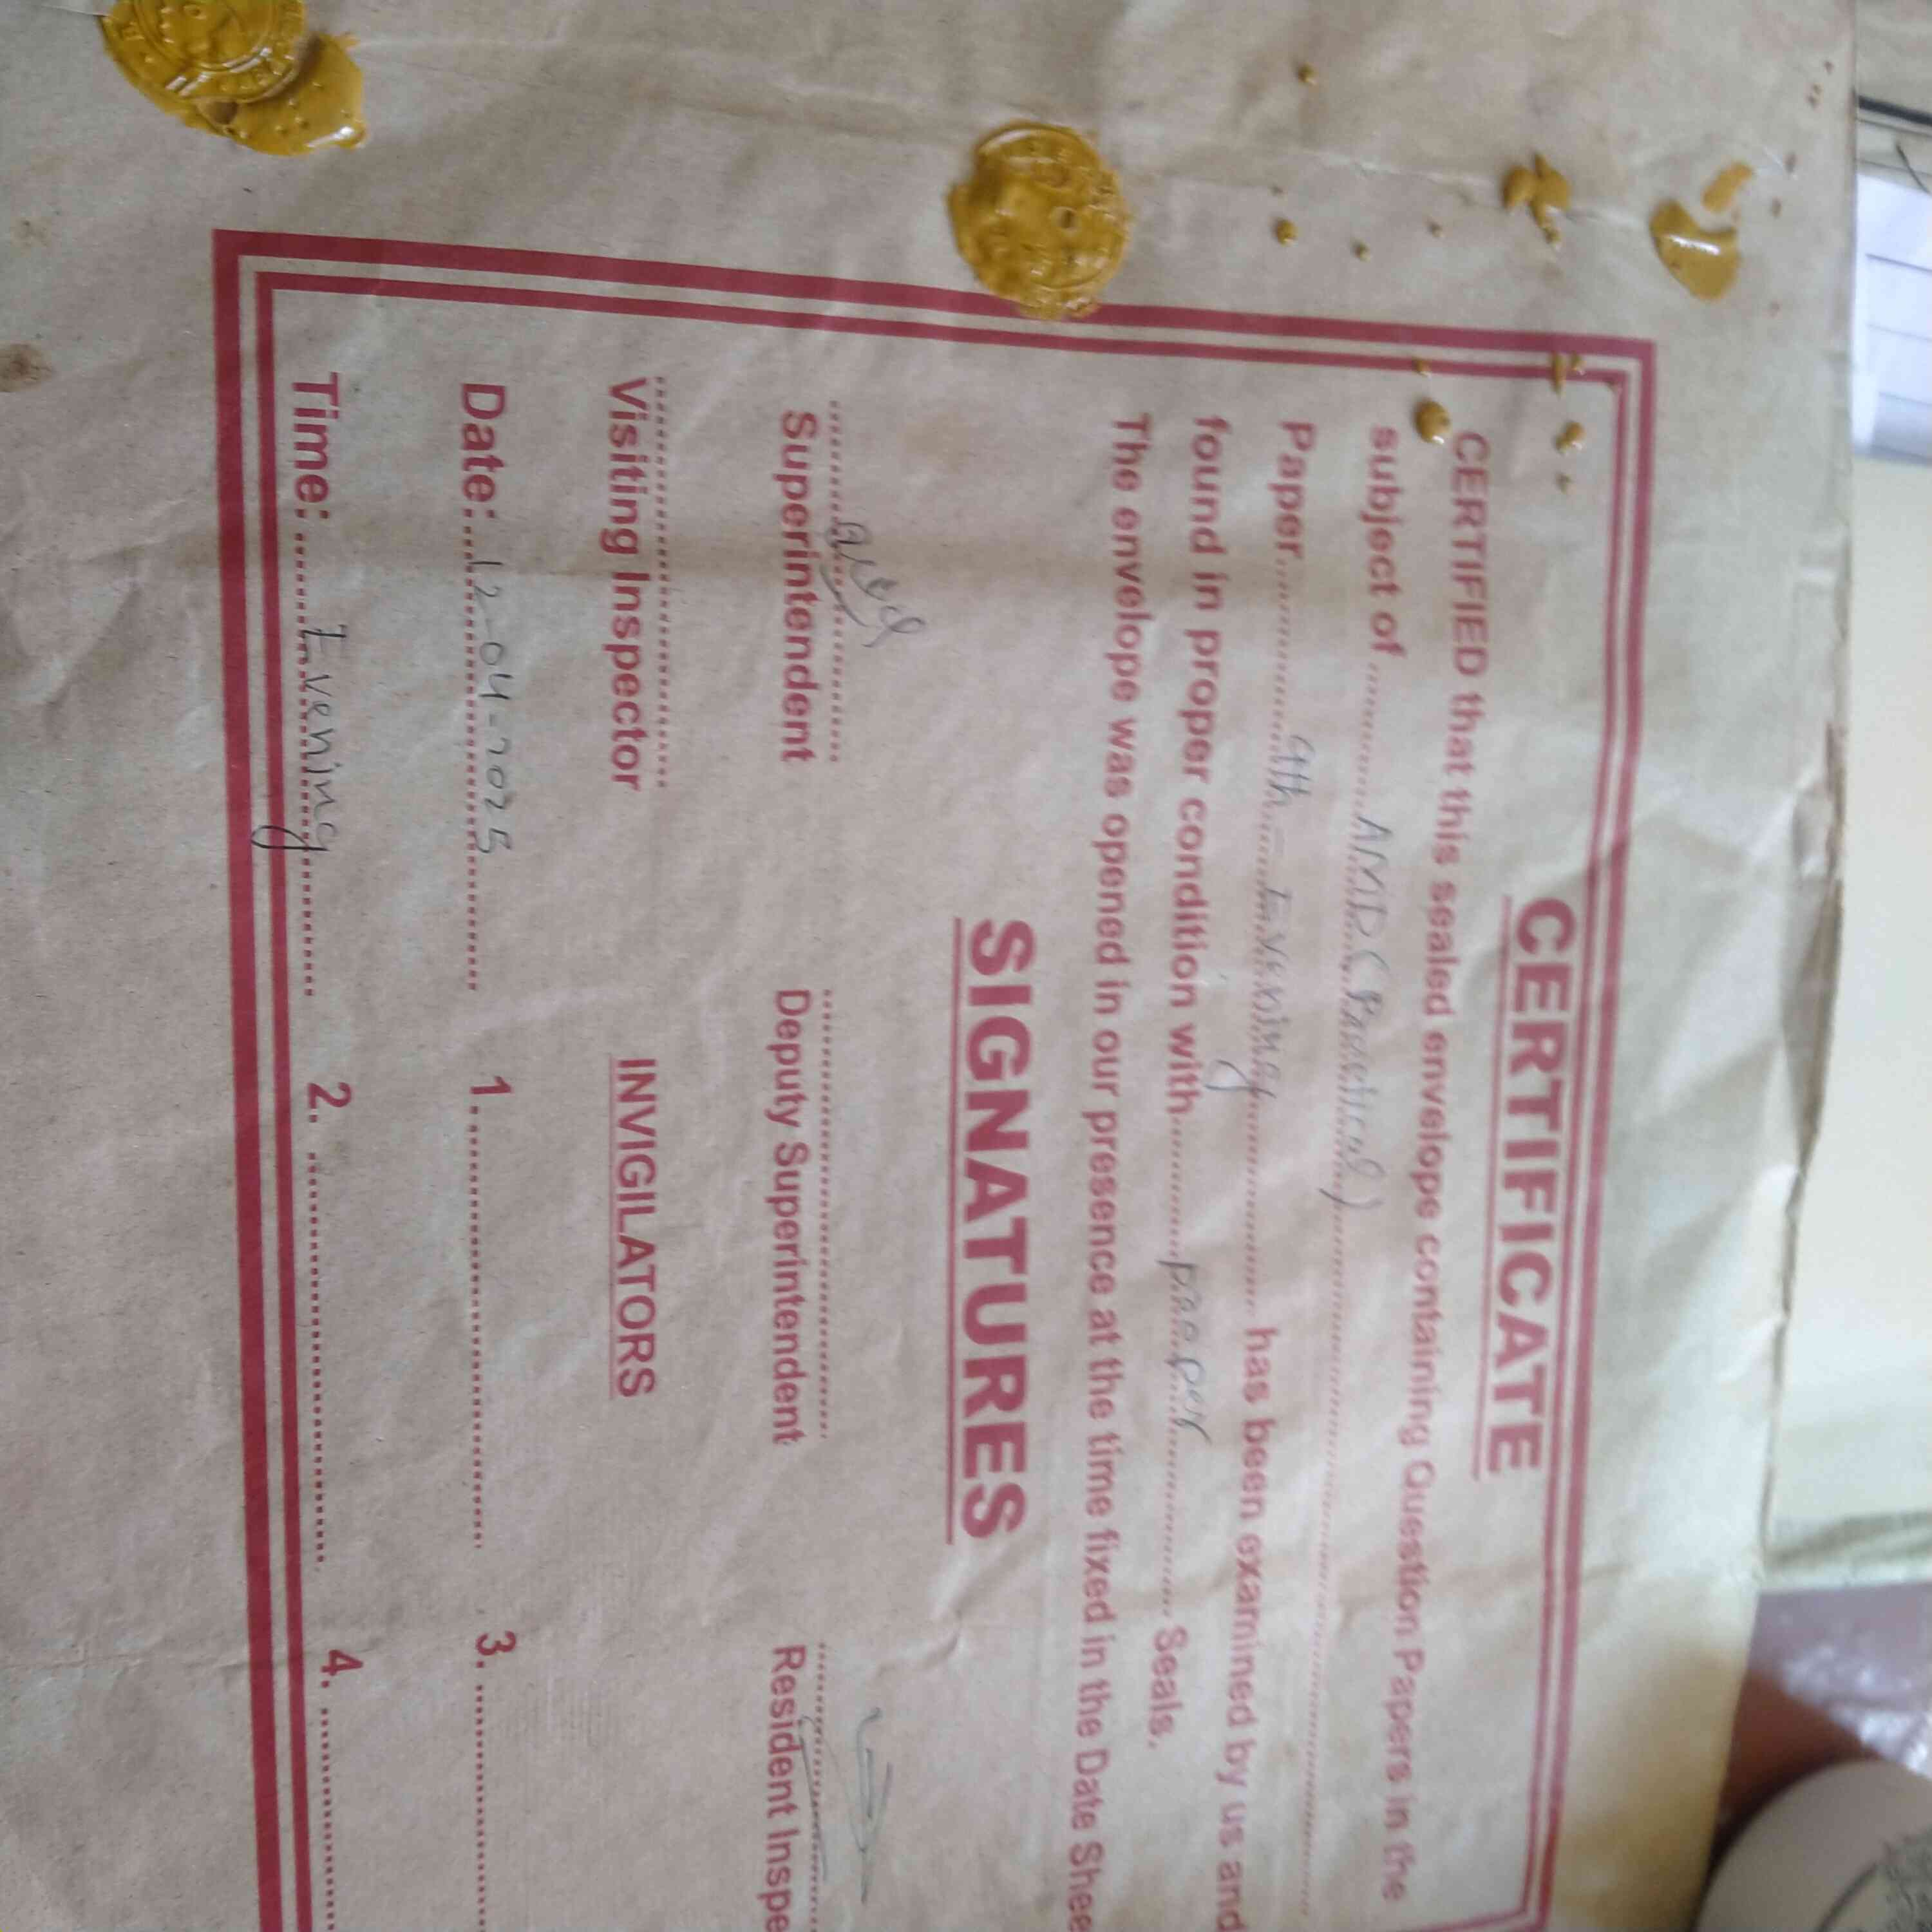 CERTIFICATE
CERTIFIED that this sealed envelope containing Question Papers in the
subject of ........ AMD (Practical) ........
Paper ........ 9th - Evening ........ has been examined by us and
found in proper condition with ........ paper ........ Seals.
The envelope was opened in our presence at the time fixed in the Date Shee
SIGNATURES
Superintendent Deputy Superintendent Resident Inspe
Visiting Inspector INVIGILATORS
Date: 12-04-2025 1. ........ 3. ........
Time: Evening 2. ........ 4. ........